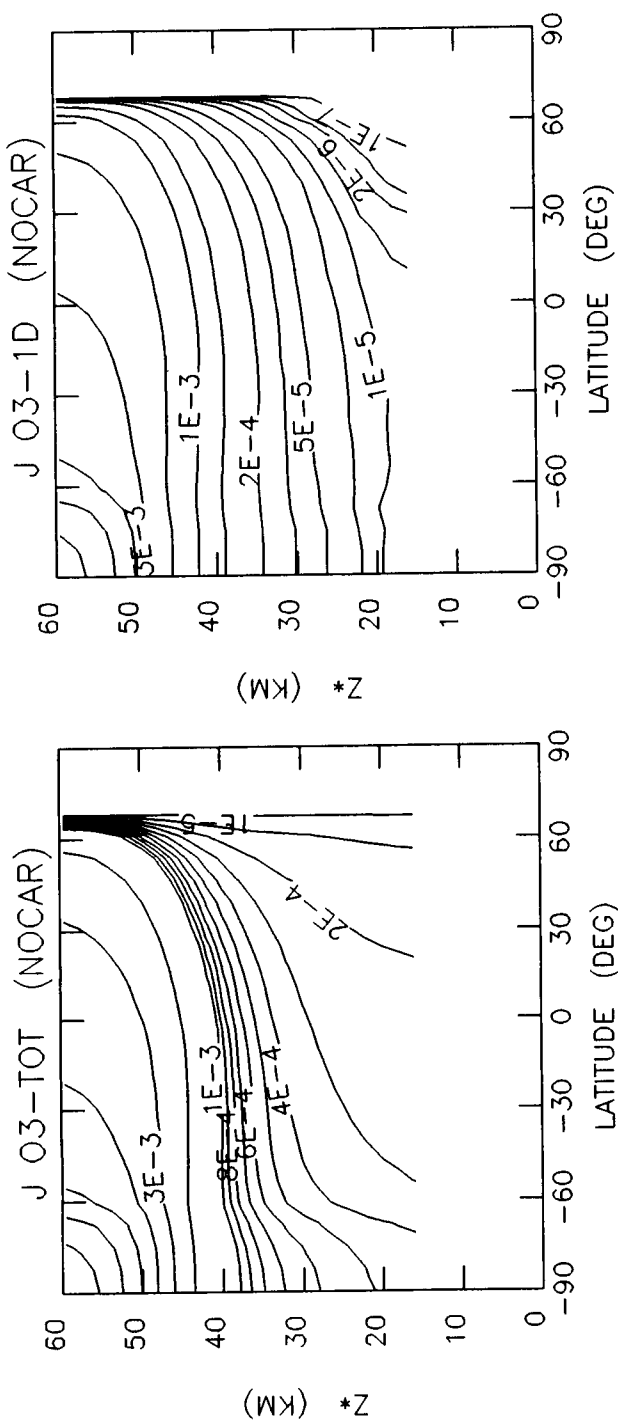 J O3-TOT (NOCAR)
60
50
40
30
20
10
0
Z* (KM)
3E-3
1E-3
8E-4
6E-4
4E-4
2E-4
1E-5
-90
-60
-30
0
30
60
90
LATITUDE (DEG)
J O3-1D (NOCAR)
60
50
40
30
20
10
0
Z* (KM)
3E-3
1E-3
2E-4
5E-5
1E-5
2E-6
1E-7
-90
-60
-30
0
30
60
90
LATITUDE (DEG)